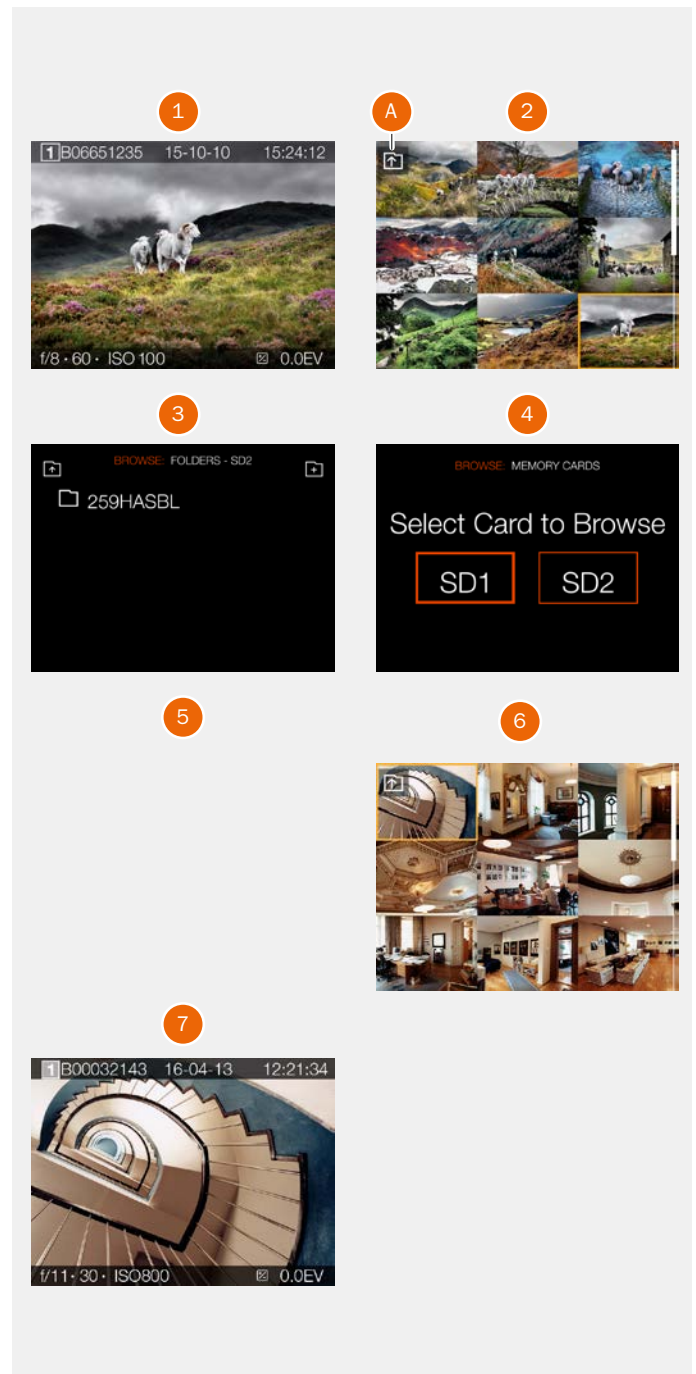 1
A
2
1 B06651235 15-10-10 15:24:12
f/8 · 60 · ISO 100 0.0EV
3
4
BROWSE: FOLDERS - SD2
259HASBL
BROWSE: MEMORY CARDS
Select Card to Browse
SD1 SD2
5
6
7
1 B00032143 16-04-13 12:21:34
f/11 · 30 · ISO800 0.0EV